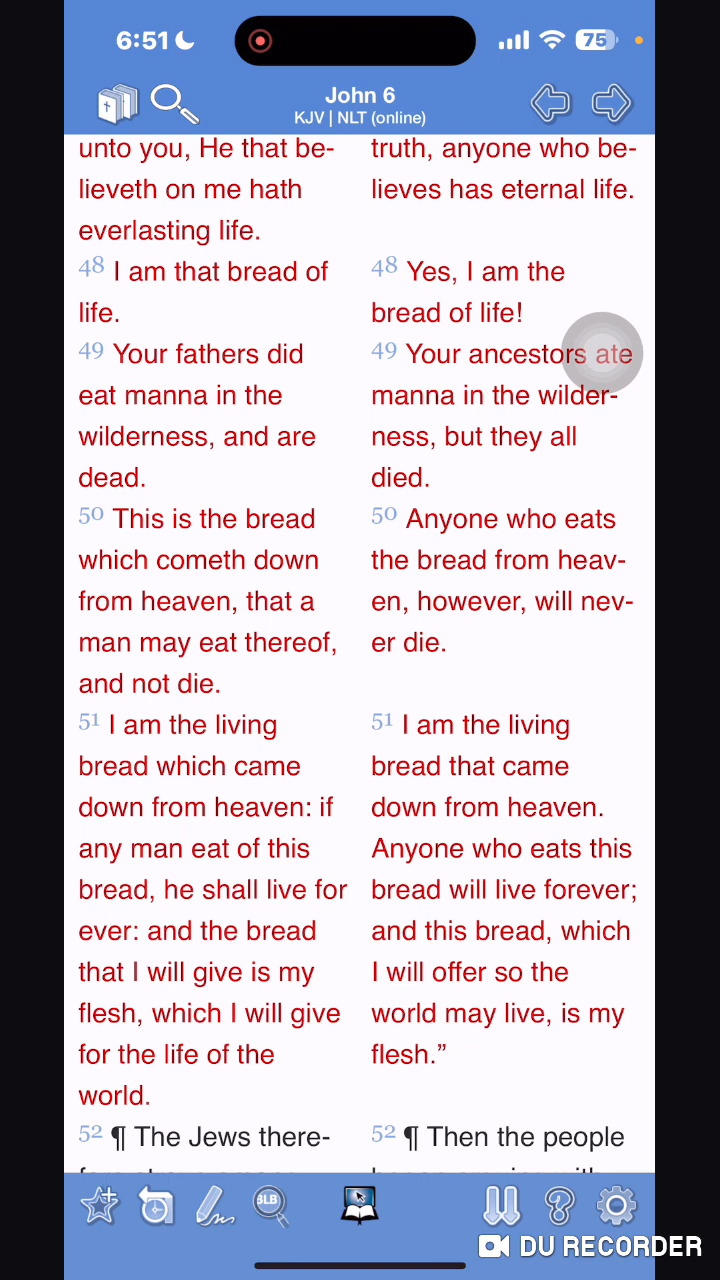 6:51
75
John 6
KJV | NLT (online)
unto you, He that be-
lieveth on me hath
everlasting life.
48 I am that bread of
life.
49 Your fathers did
eat manna in the
wilderness, and are
dead.
50 This is the bread
which cometh down
from heaven, that a
man may eat thereof,
and not die.
51 I am the living
bread which came
down from heaven: if
any man eat of this
bread, he shall live for
ever: and the bread
that I will give is my
flesh, which I will give
for the life of the
world.
52 ¶ The Jews there-
truth, anyone who be-
lieves has eternal life.
48 Yes, I am the
bread of life!
49 Your ancestors ate
manna in the wilder-
ness, but they all
died.
50 Anyone who eats
the bread from heav-
en, however, will nev-
er die.
51 I am the living
bread that came
down from heaven.
Anyone who eats this
bread will live forever;
and this bread, which
I will offer so the
world may live, is my
flesh.”
52 ¶ Then the people
BLB
DU RECORDER